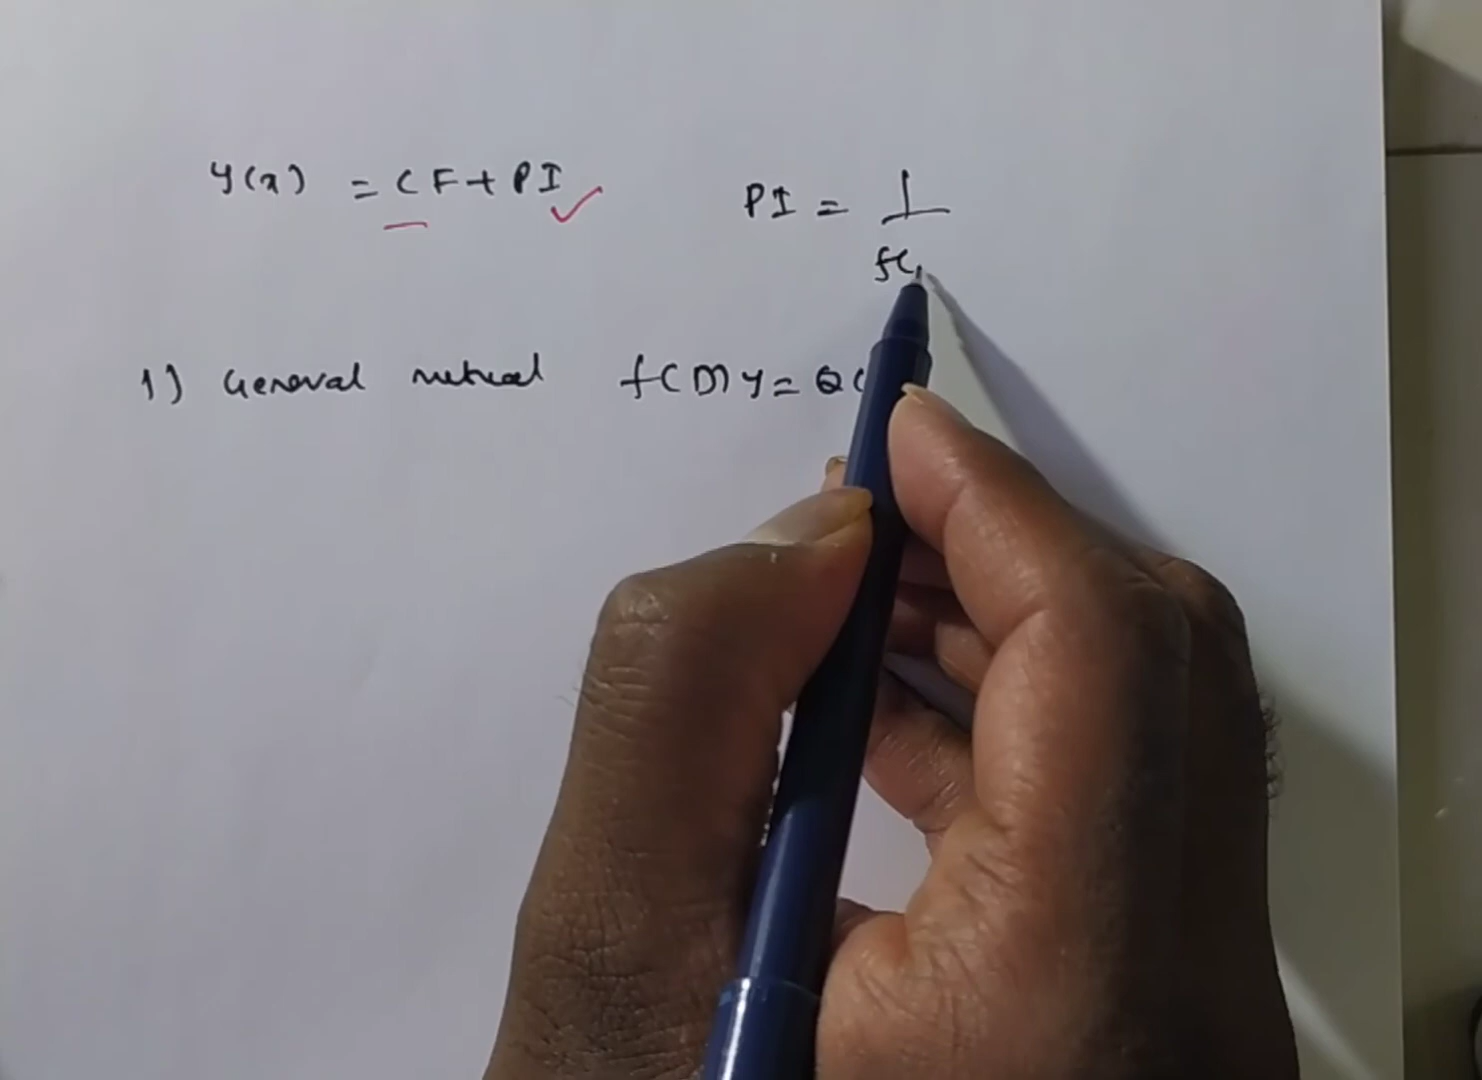 y(x) = CF + PI
PI = 1
f(
1) General method f(D)y = Q(